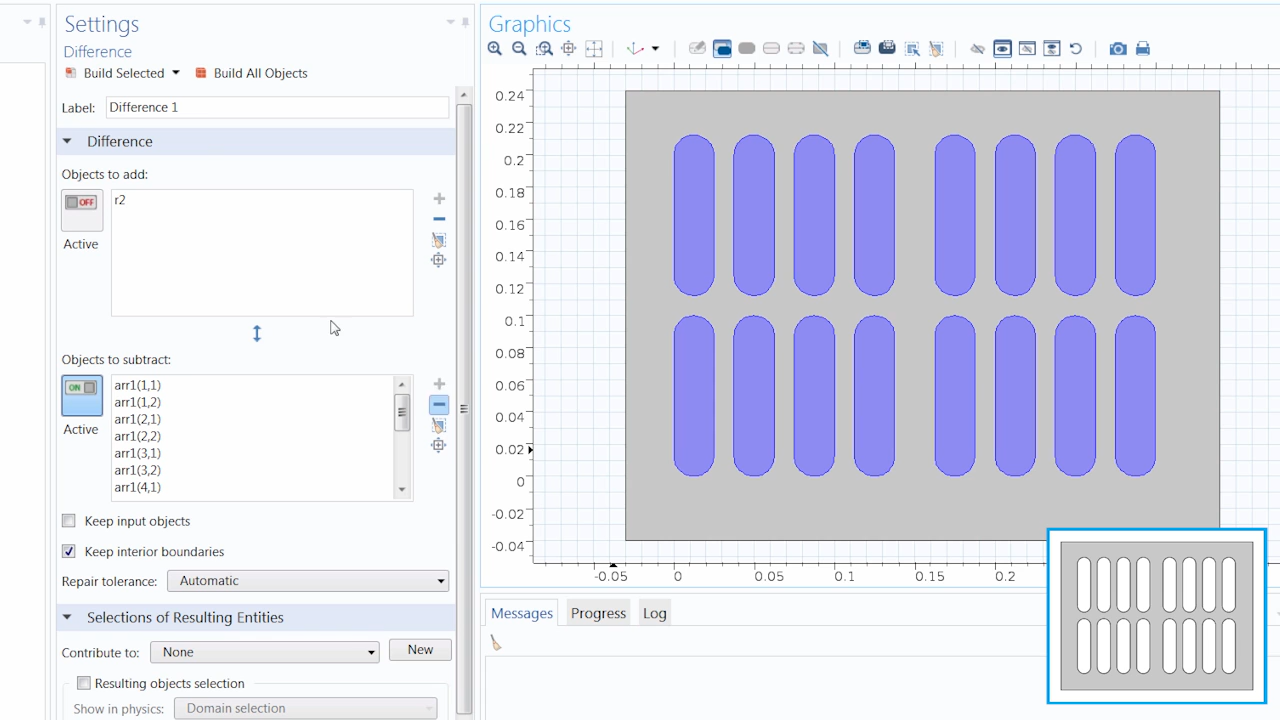 Settings
Difference
Build Selected
Build All Objects
Label:
Difference 1
Difference
Objects to add:
OFF
Active
r2
Objects to subtract:
ON
Active
arr1(1,1)
arr1(1,2)
arr1(2,1)
arr1(2,2)
arr1(3,1)
arr1(3,2)
arr1(4,1)
Keep input objects
Keep interior boundaries
Repair tolerance:
Automatic
Selections of Resulting Entities
Contribute to:
None
New
Resulting objects selection
Show in physics:
Domain selection
Graphics
0.24
0.22
0.2
0.18
0.16
0.14
0.12
0.1
0.08
0.06
0.04
0.02
0
-0.02
-0.04
-0.05
0
0.05
0.1
0.15
0.2
Messages
Progress
Log